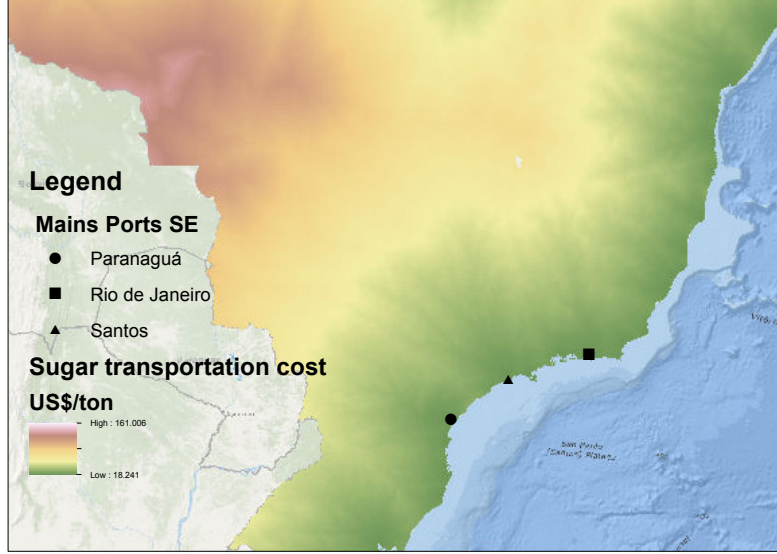 Legend
Mains Ports SE
Paranaguá
Rio de Janeiro
Santos
Sugar transportation cost
US$/ton
High : 161.006
Low : 18.241